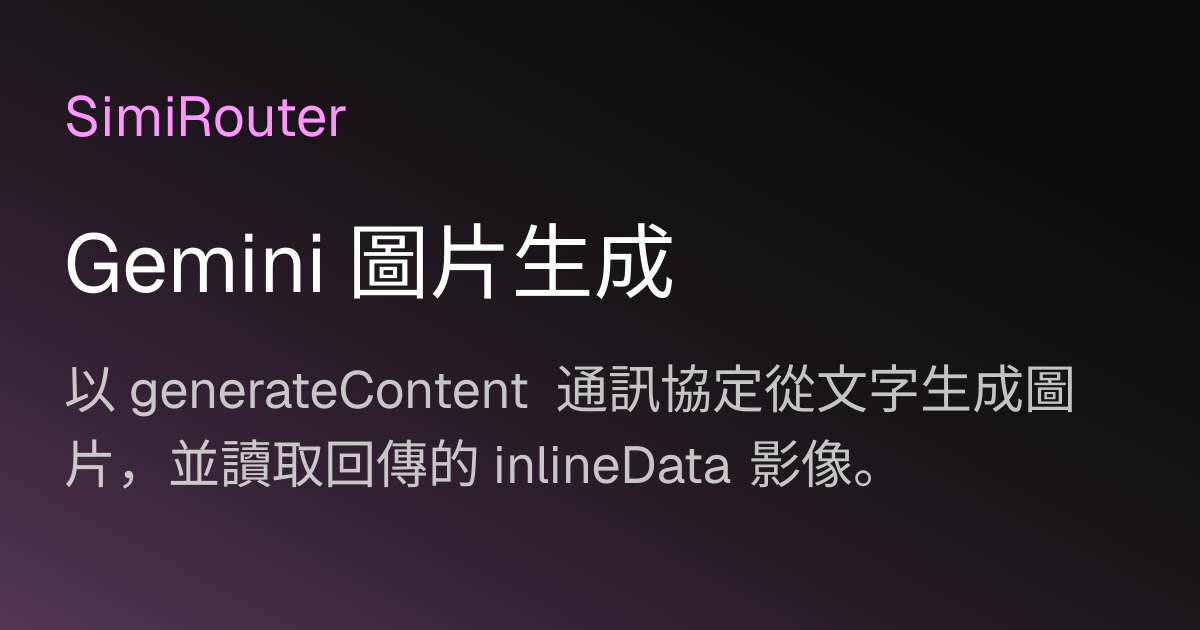 SimiRouter
Gemini 圖片生成
以 generateContent 通訊協定從文字生成圖
片，並讀取回傳的 inlineData 影像。